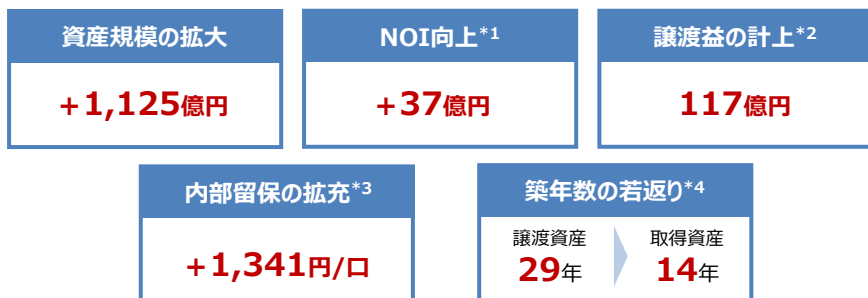 資産規模の拡大
+1,125億円
NOI向上*1
+37億円
譲渡益の計上*2
117億円
内部留保の拡充*3
+1,341円/口
築年数の若返り*4
譲渡資産 取得資産
29年 14年